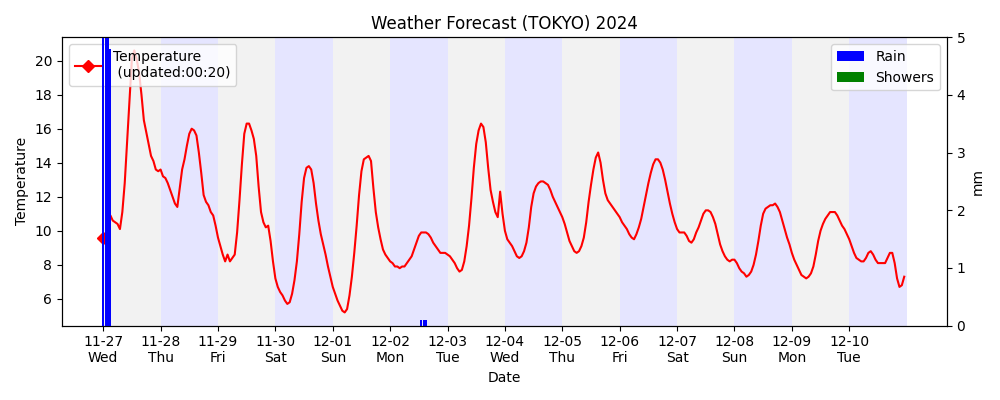 Weather Forecast (TOKYO) 2024
Temperature
(updated:00:20)
Rain
Showers
Temperature
20
18
16
14
12
10
8
6
5
4
3
2
1
0
mm
11-27 11-28 11-29 11-30 12-01 12-02 12-03 12-04 12-05 12-06 12-07 12-08 12-09 12-10
Wed Thu Fri Sat Sun Mon Tue Wed Thu Fri Sat Sun Mon Tue
Date